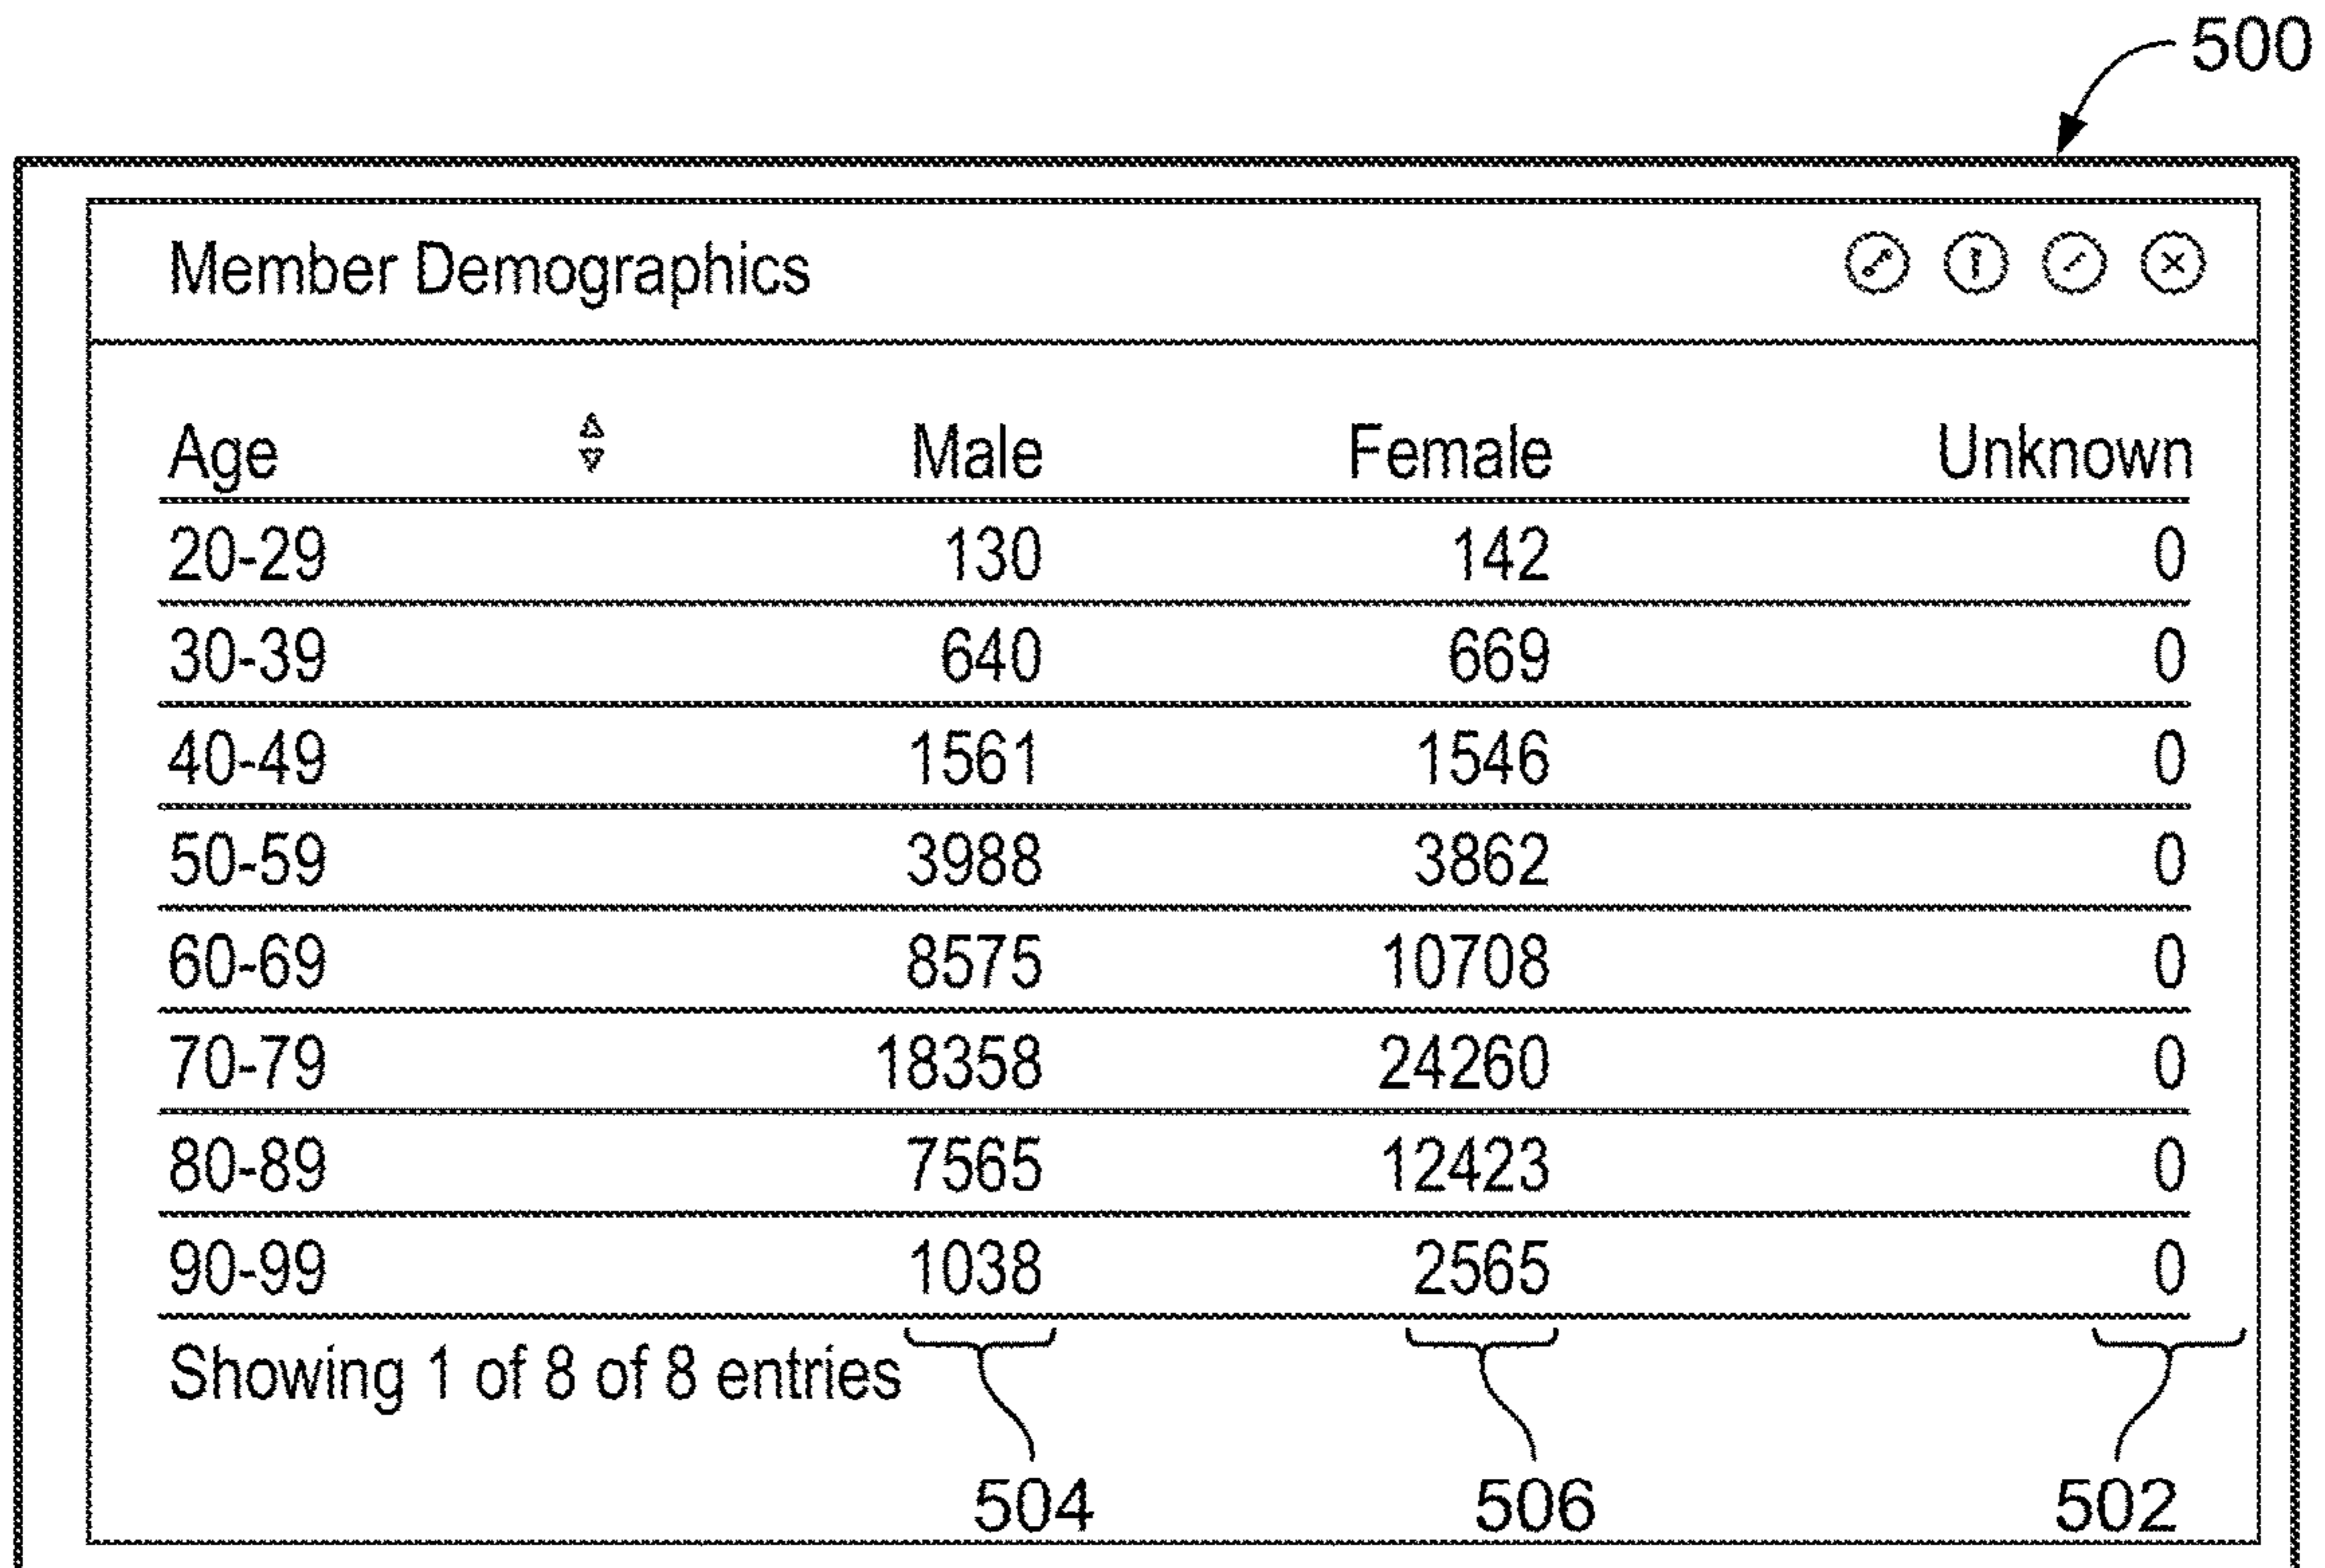 500
Member Demographics
Age Male Female Unknown
20-29 130 142 0
30-39 640 669 0
40-49 1561 1546 0
50-59 3988 3862 0
60-69 8575 10708 0
70-79 18358 24260 0
80-89 7565 12423 0
90-99 1038 2565 0
Showing 1 of 8 of 8 entries
504 506 502